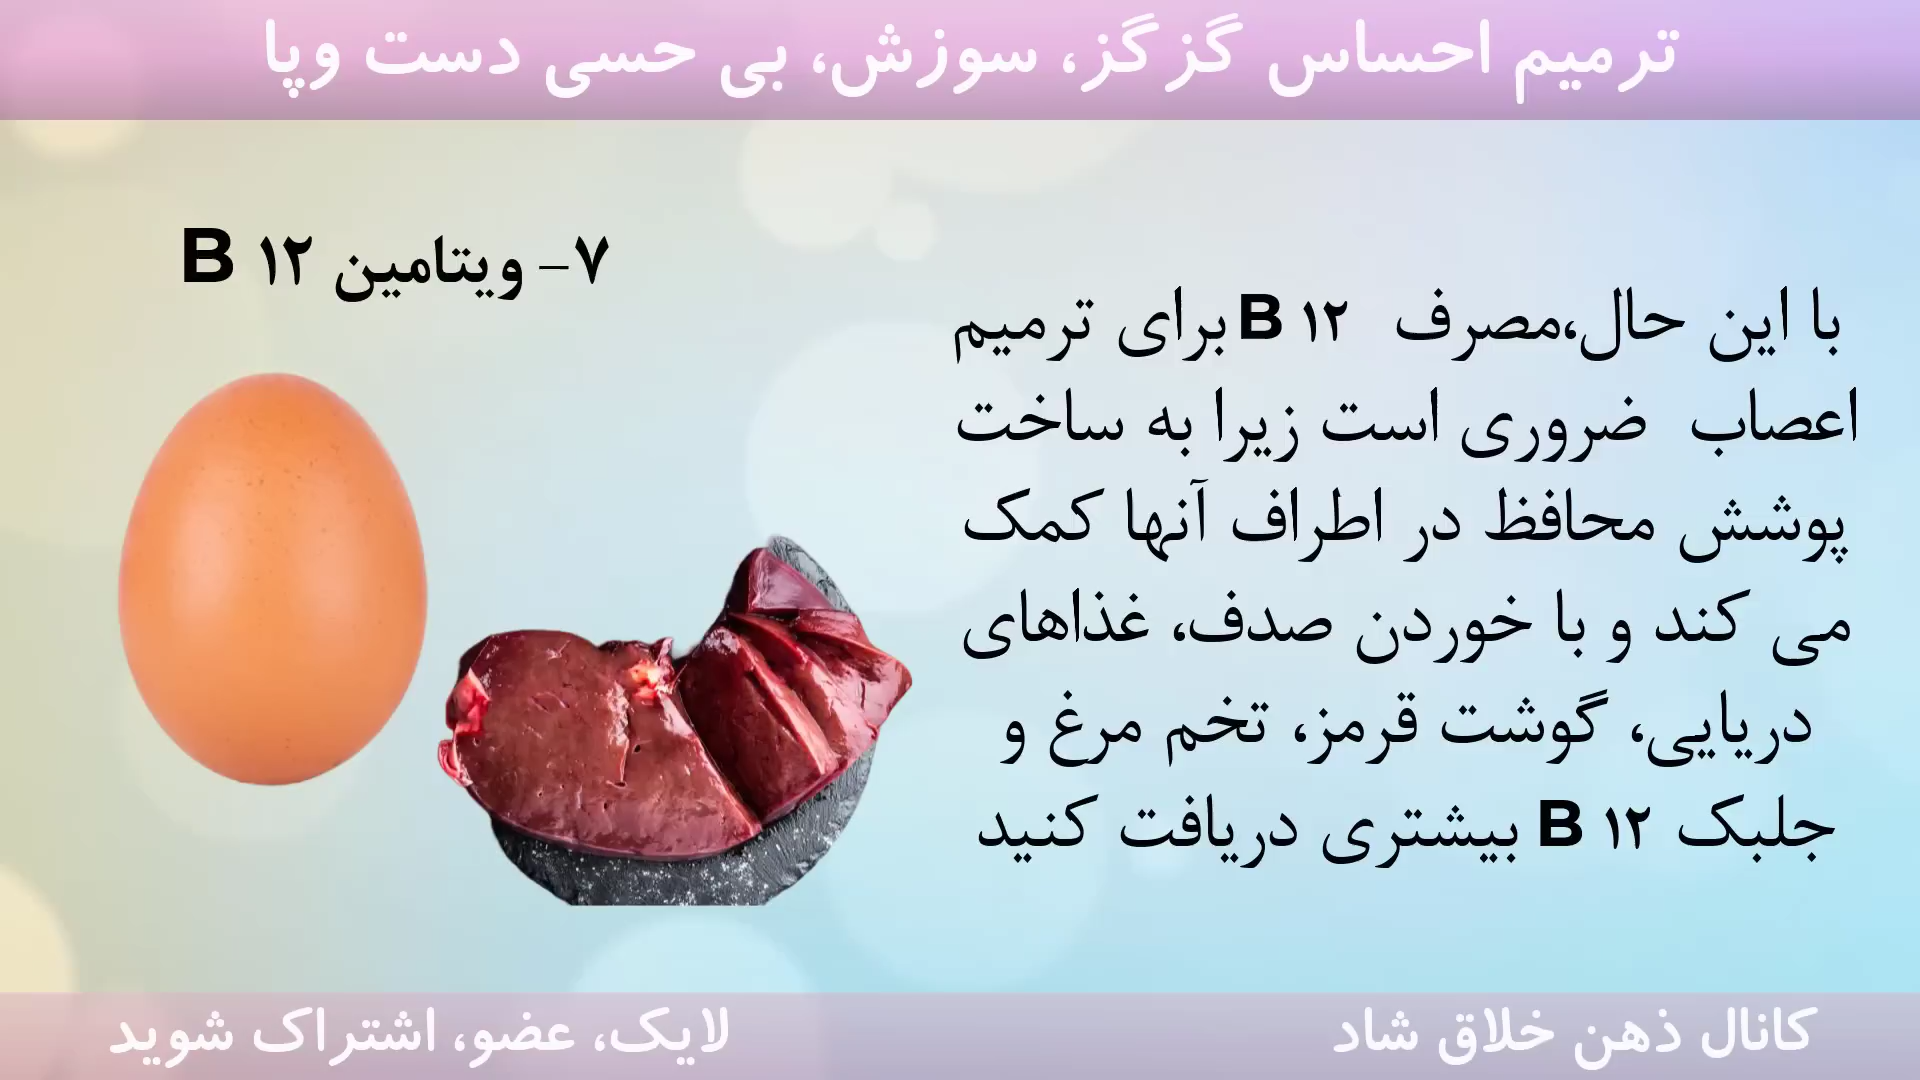 ترمیم احساس گزگز، سوزش، بی حسی دست وپا
۷- ویتامین B ۱۲
با این حال،مصرف B ۱۲ برای ترمیم
اعصاب ضروری است زیرا به ساخت
پوشش محافظ در اطراف آنها کمک
می کند و با خوردن صدف، غذاهای
دریایی، گوشت قرمز، تخم مرغ و
جلبک B ۱۲ بیشتری دریافت کنید
کانال ذهن خلاق شاد
لایک، عضو، اشتراک شوید